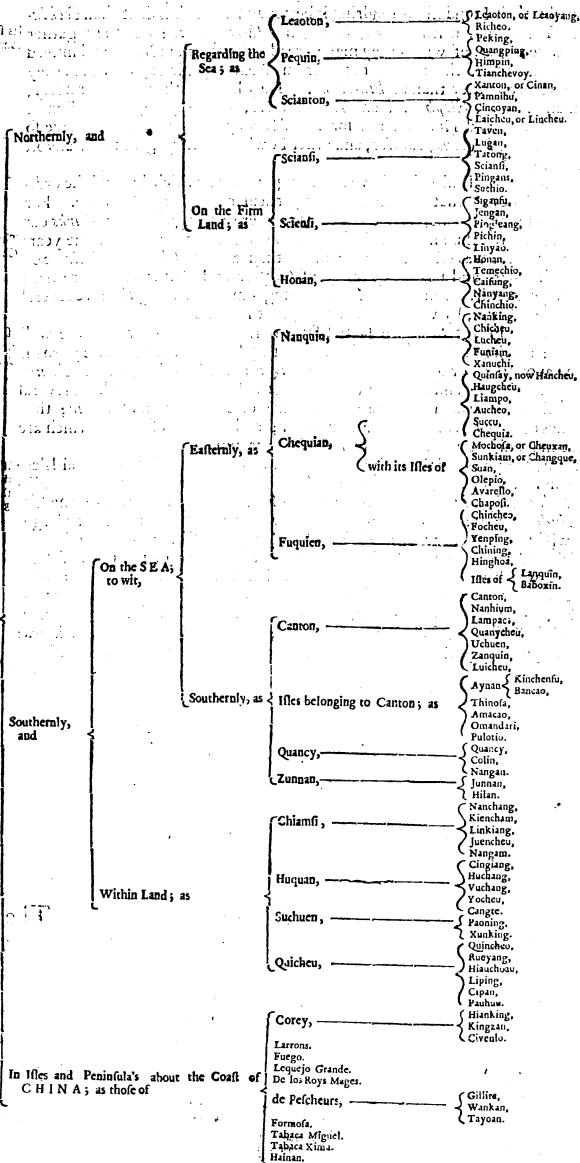 Northernly, and
Regarding the Sea; as
Leaoton,
Leaoton, or Leaoyang,
Richeo.
Pequin,
Peking,
Quangping,
Himpin,
Tianchevoy.
Scianton,
Xanton, or Cinan,
Pamnihu,
Cincoyan,
Laicheu, or Lincheu.
On the Firm Land; as
Sciansi,
Taven,
Lugan,
Tatong,
Sciansi,
Pingans,
Suchio.
Sciensi,
Siganfu,
Jengan,
Pingleang,
Pichin,
Linyao.
Honan,
Honan,
Temechio,
Caifung,
Nanyang,
Chinchio.
Southernly, and
On the SEA; to wit,
Easternly, as
Nanquin,
Nanking,
Chicheu,
Lucheu,
Funiam,
Xanuchi.
Chequian,
Quinsay, now Hancheu,
Haugcheu,
Liampo,
Aucheo,
Succu,
Chequia.
with its Isles of
Mochosa, or Cheuxan,
Sunkiam, or Changque,
Suan,
Olepio,
Avareslo,
Chaposi.
Fuquien,
Chincheo,
Focheu,
Yenping,
Chining,
Hinghoa,
Isles of
Lanquin,
Baboxin.
Southernly, as
Canton,
Canton,
Nanhium,
Lampaca,
Quanycheu,
Uchuen,
Zanquin,
Luicheu,
Isles belonging to Canton; as
Aynan
Kinchenfu,
Bancao,
Thinosa,
Amacao,
Omandari,
Pulotio.
Quancy,
Quancy,
Colin,
Nangan.
Zunnan,
Junnan,
Hilan.
Within Land; as
Chiamsi,
Nanchang,
Kiencham,
Linkiang,
Juencheu,
Nangam.
Huquan,
Cingiang,
Huchang,
Vuchang,
Yocheu,
Cangte.
Suchuen,
Paoning,
Xunking.
Quicheu,
Quincheo,
Rueyang,
Hiauchoau,
Liping,
Cipan,
Pauhuu.
In Isles and Peninsula's about the Coast of CHINA; as those of
Corey,
Hianking,
Kingzan,
Civenlo.
Larrons.
Fuego.
Lequejo Grande.
De los Roys Mages.
de Pescheurs,
Gillira,
Wankan,
Tayoan.
Formosa,
Tabaca Miguel.
Tabaca Xima.
Hainan.